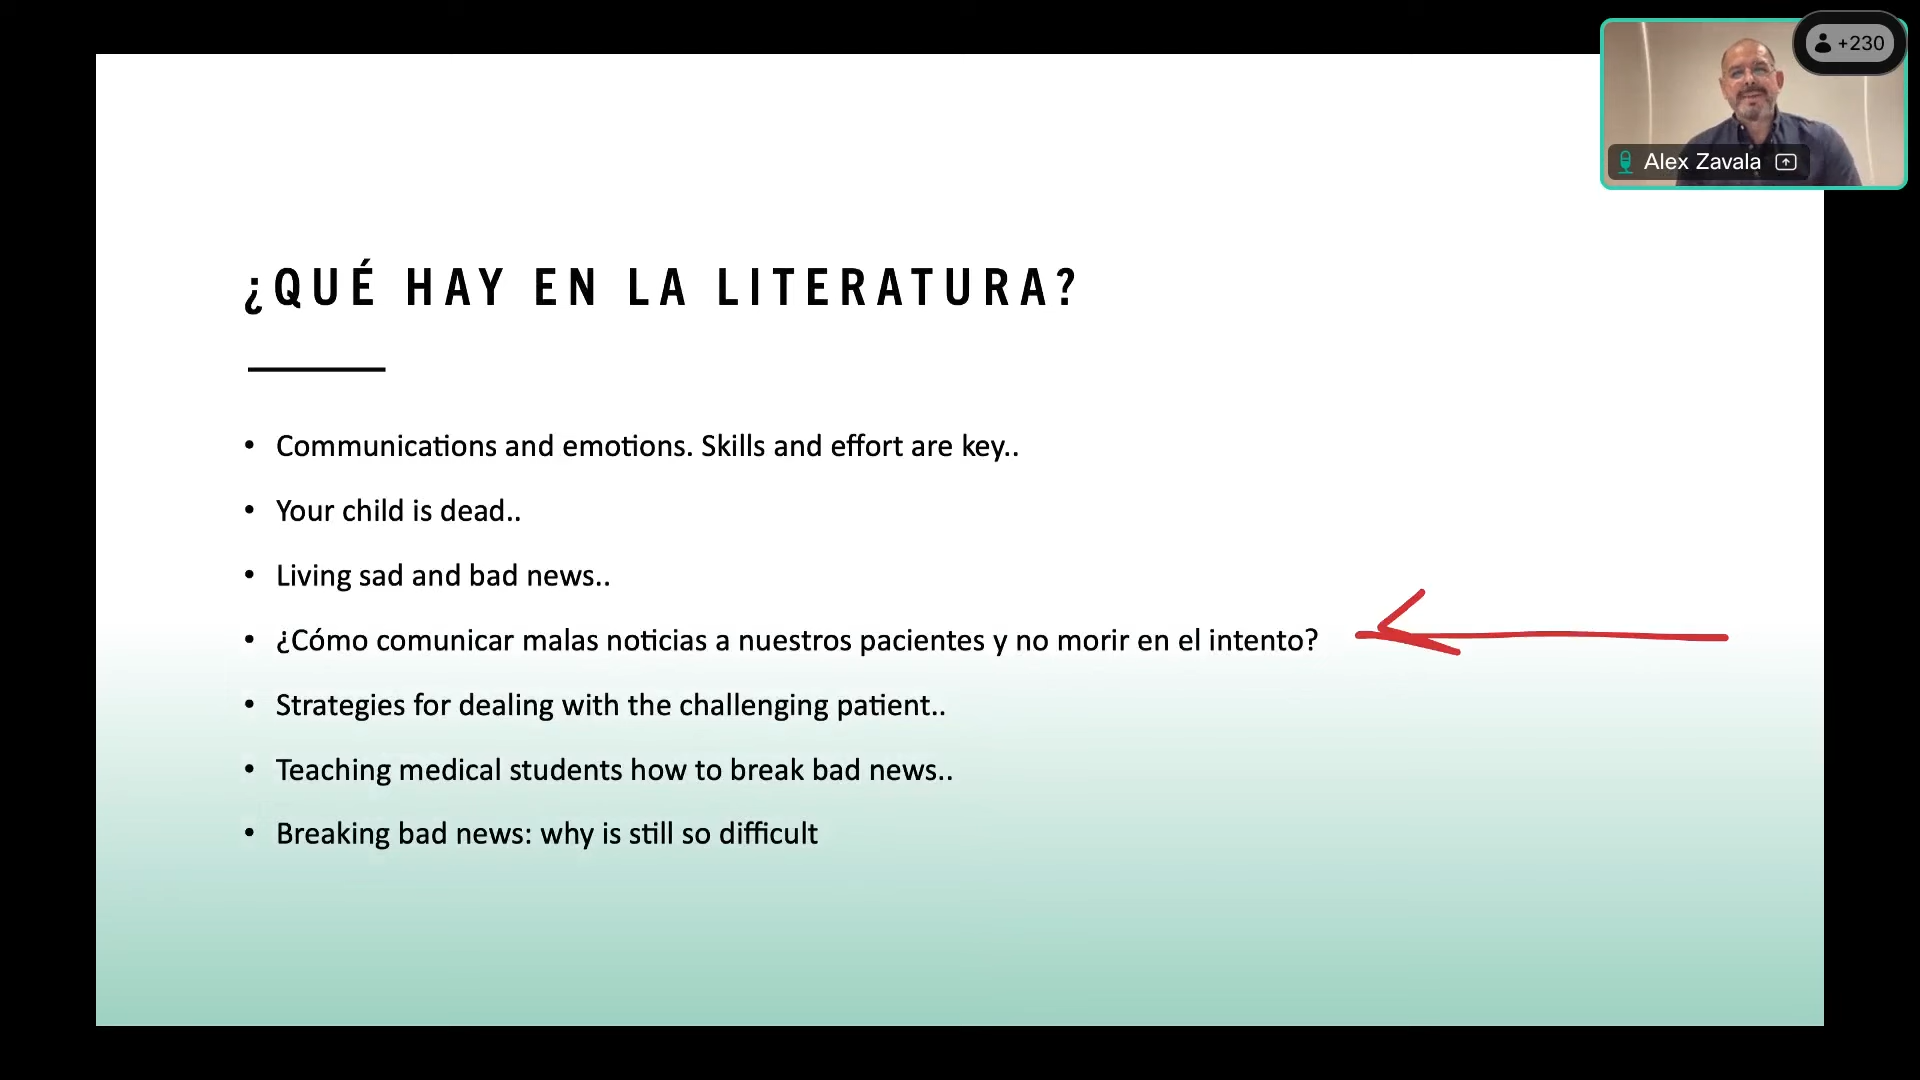 +230
Alex Zavala
¿QUÉ HAY EN LA LITERATURA?
• Communications and emotions. Skills and effort are key..
• Your child is dead..
• Living sad and bad news..
• ¿Cómo comunicar malas noticias a nuestros pacientes y no morir en el intento?
• Strategies for dealing with the challenging patient..
• Teaching medical students how to break bad news..
• Breaking bad news: why is still so difficult